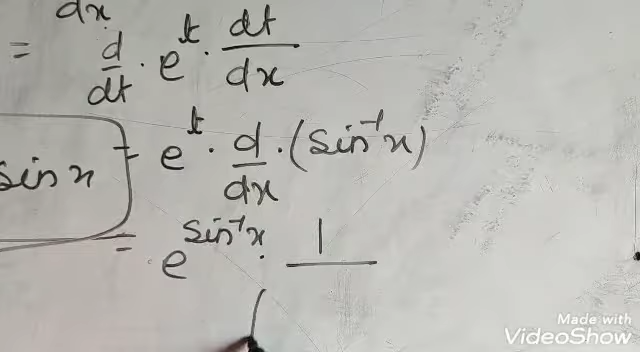 dx
= d/dt · e^t · dt/dx
sin x = e^t · d/dx · (Sin⁻¹x)
= e^Sin⁻¹x · 1
Made with
VideoShow